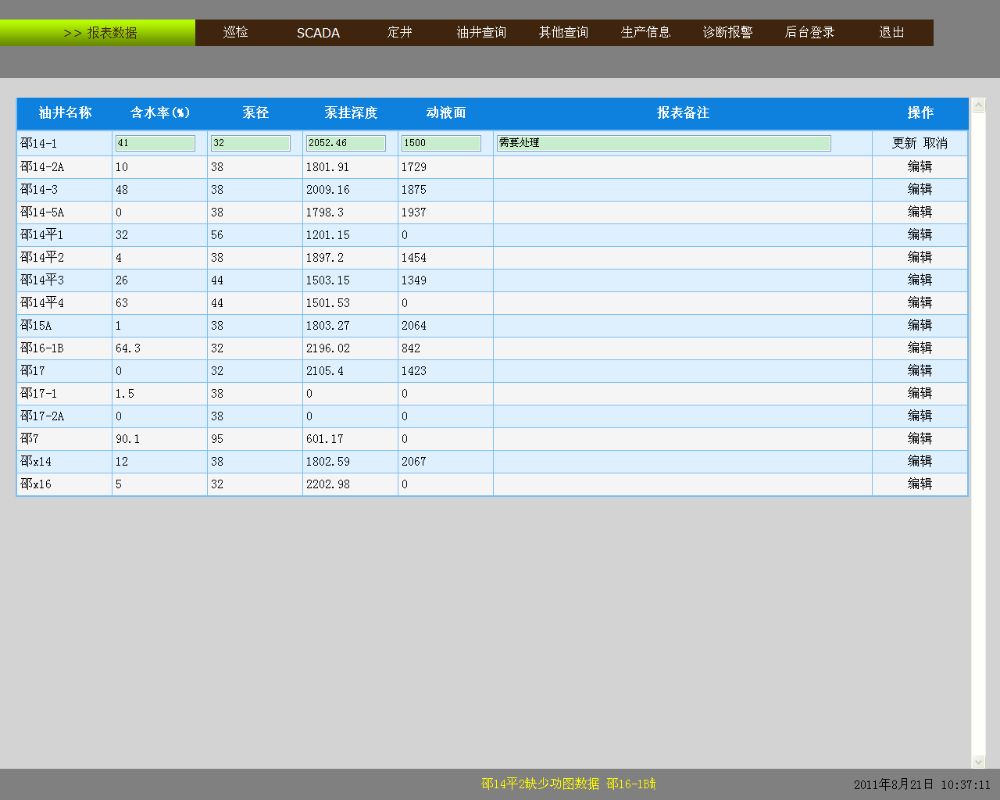 >> 报表数据 巡检 SCADA 定井 油井查询 其他查询 生产信息 诊断报警 后台登录 退出
油井名称 含水率(%) 泵径 泵挂深度 动液面 报表备注 操作
邵14-1 41 32 2052.46 1500 需要处理 更新 取消
邵14-2A 10 38 1801.91 1729 编辑
邵14-3 48 38 2009.16 1875 编辑
邵14-5A 0 38 1798.3 1937 编辑
邵14平1 32 56 1201.15 0 编辑
邵14平2 4 38 1897.2 1454 编辑
邵14平3 26 44 1503.15 1349 编辑
邵14平4 63 44 1501.53 0 编辑
邵15A 1 38 1803.27 2064 编辑
邵16-1B 64.3 32 2196.02 842 编辑
邵17 0 32 2105.4 1423 编辑
邵17-1 1.5 38 0 0 编辑
邵17-2A 0 38 0 0 编辑
邵7 90.1 95 601.17 0 编辑
邵x14 12 38 1802.59 2067 编辑
邵x16 5 32 2202.98 0 编辑
邵14平2缺少功图数据 邵16-1B
2011年8月21日 10:37:11